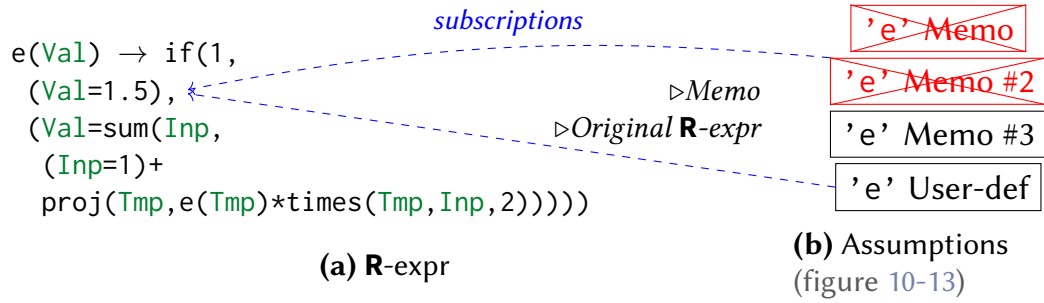 subscriptions
e(Val) → if(1,
(Val=1.5),
▷Memo
(Val=sum(Inp,
▷Original R-expr
(Inp=1)+
proj(Tmp,e(Tmp)*times(Tmp,Inp,2)))))
(a) R-expr
'e' Memo
'e' Memo #2
'e' Memo #3
'e' User-def
(b) Assumptions
(figure 10-13)